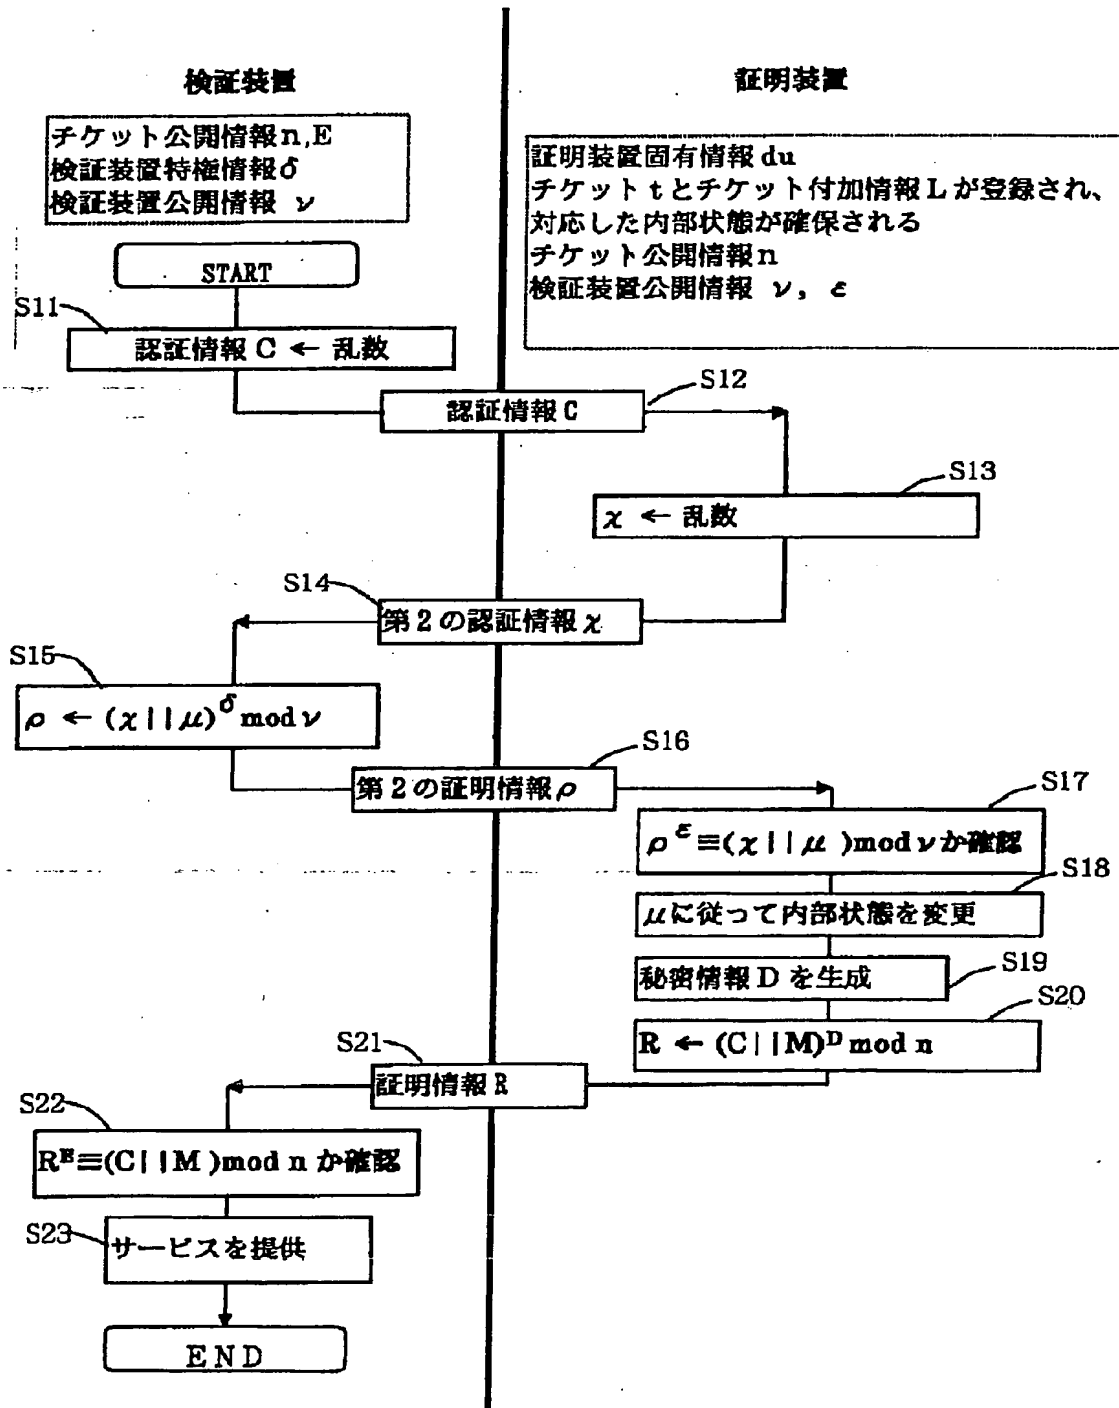 検証装置
チケット公開情報n,E
検証装置特権情報δ
検証装置公開情報 ν
証明装置
証明装置固有情報du
チケットtとチケット付加情報Lが登録され、
対応した内部状態が確保される
チケット公開情報n
検証装置公開情報 ν, ε
START
S11
認証情報C ← 乱数
S12
認証情報C
S13
χ ← 乱数
S14
第2の認証情報χ
S15
ρ ← (χ||μ)^δ mod ν
S16
第2の証明情報ρ
S17
ρ^ε≡(χ||μ)mod νか確認
S18
μに従って内部状態を変更
S19
秘密情報Dを生成
S20
R ← (C||M)^D mod n
S21
証明情報R
S22
R^E≡(C||M)mod nか確認
S23
サービスを提供
END